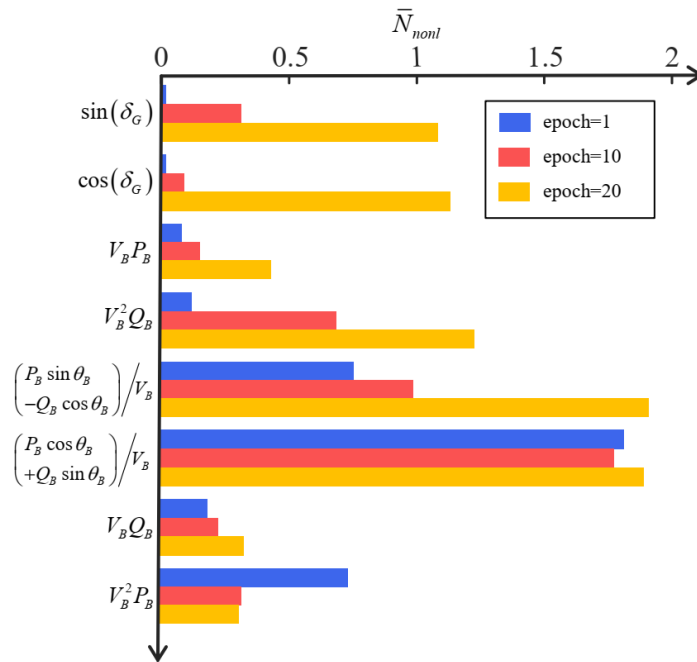 N̅nonl
0 0.5 1 1.5 2
sin(δG)
cos(δG)
VBPB
VB²QB
(PB sin θB
−QB cos θB)/VB
(PB cos θB
+QB sin θB)/VB
VBQB
VB²PB
epoch=1
epoch=10
epoch=20